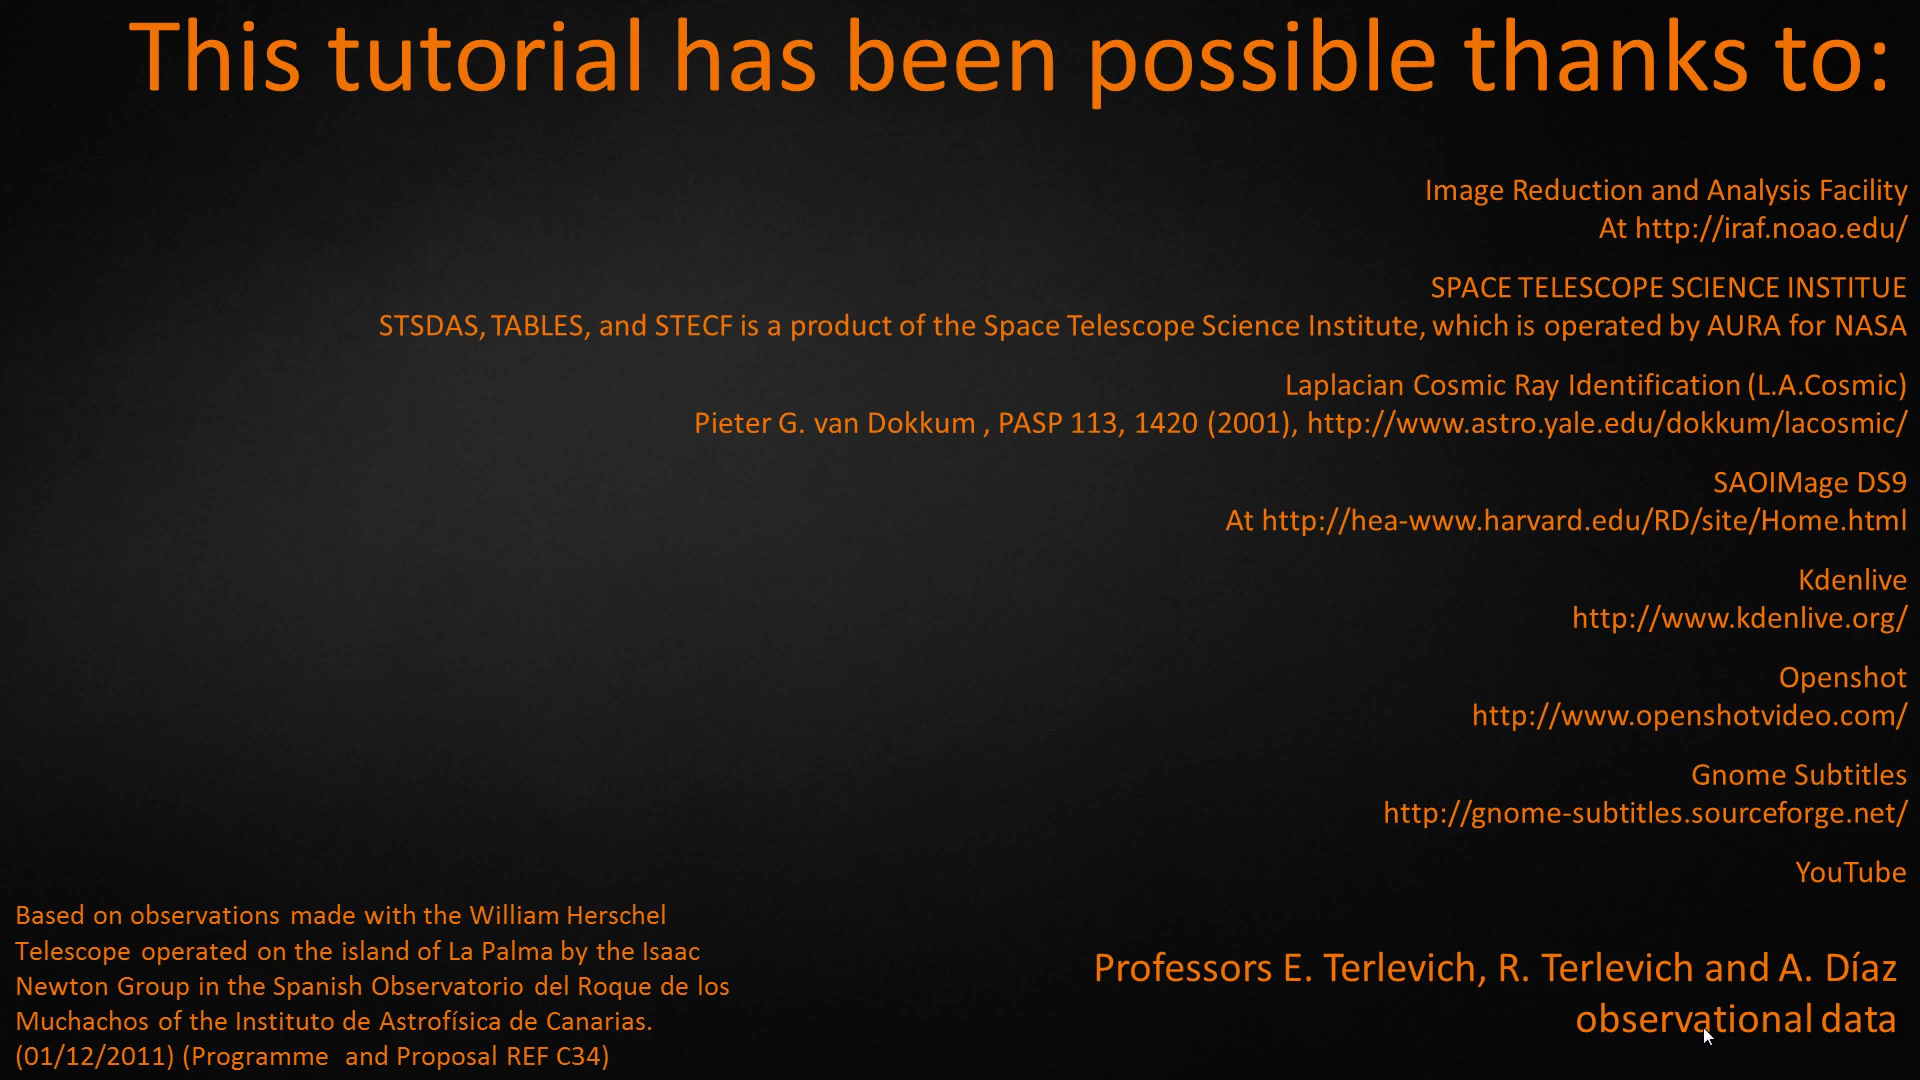 This tutorial has been possible thanks to:
Image Reduction and Analysis Facility
At http://iraf.noao.edu/
SPACE TELESCOPE SCIENCE INSTITUE
STSDAS, TABLES, and STECF is a product of the Space Telescope Science Institute, which is operated by AURA for NASA
Laplacian Cosmic Ray Identification (L.A.Cosmic)
Pieter G. van Dokkum , PASP 113, 1420 (2001), http://www.astro.yale.edu/dokkum/lacosmic/
SAOIMage DS9
At http://hea-www.harvard.edu/RD/site/Home.html
Kdenlive
http://www.kdenlive.org/
Openshot
http://www.openshotvideo.com/
Gnome Subtitles
http://gnome-subtitles.sourceforge.net/
YouTube
Based on observations made with the William Herschel
Telescope operated on the island of La Palma by the Isaac
Newton Group in the Spanish Observatorio del Roque de los
Muchachos of the Instituto de Astrofísica de Canarias.
(01/12/2011) (Programme and Proposal REF C34)
Professors E. Terlevich, R. Terlevich and A. Díaz
observational data